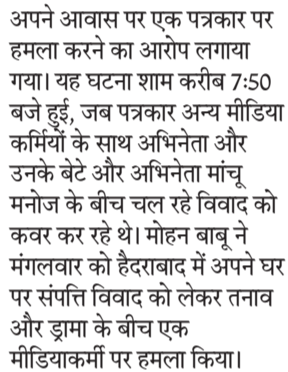 अपने आवास पर एक पत्रकार पर
हमला करने का आरोप लगाया
गया। यह घटना शाम करीब 7:50
बजे हुई, जब पत्रकार अन्य मीडिया
कर्मियों के साथ अभिनेता और
उनके बेटे और अभिनेता मांचू
मनोज के बीच चल रहे विवाद को
कवर कर रहे थे। मोहन बाबू ने
मंगलवार को हैदराबाद में अपने घर
पर संपत्ति विवाद को लेकर तनाव
और ड्रामा के बीच एक
मीडियाकर्मी पर हमला किया।